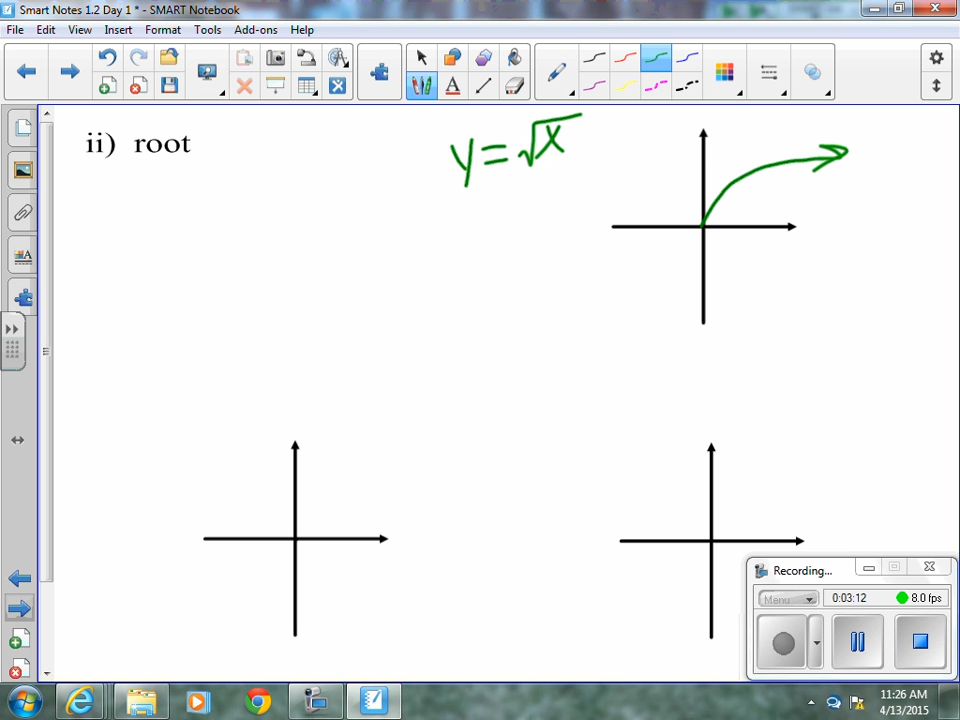 Smart Notes 1.2 Day 1 * - SMART Notebook
File Edit View Insert Format Tools Add-ons Help
ii) root
y = √x
Recording...
Menu 0:03:12 8.0 fps
11:26 AM
4/13/2015